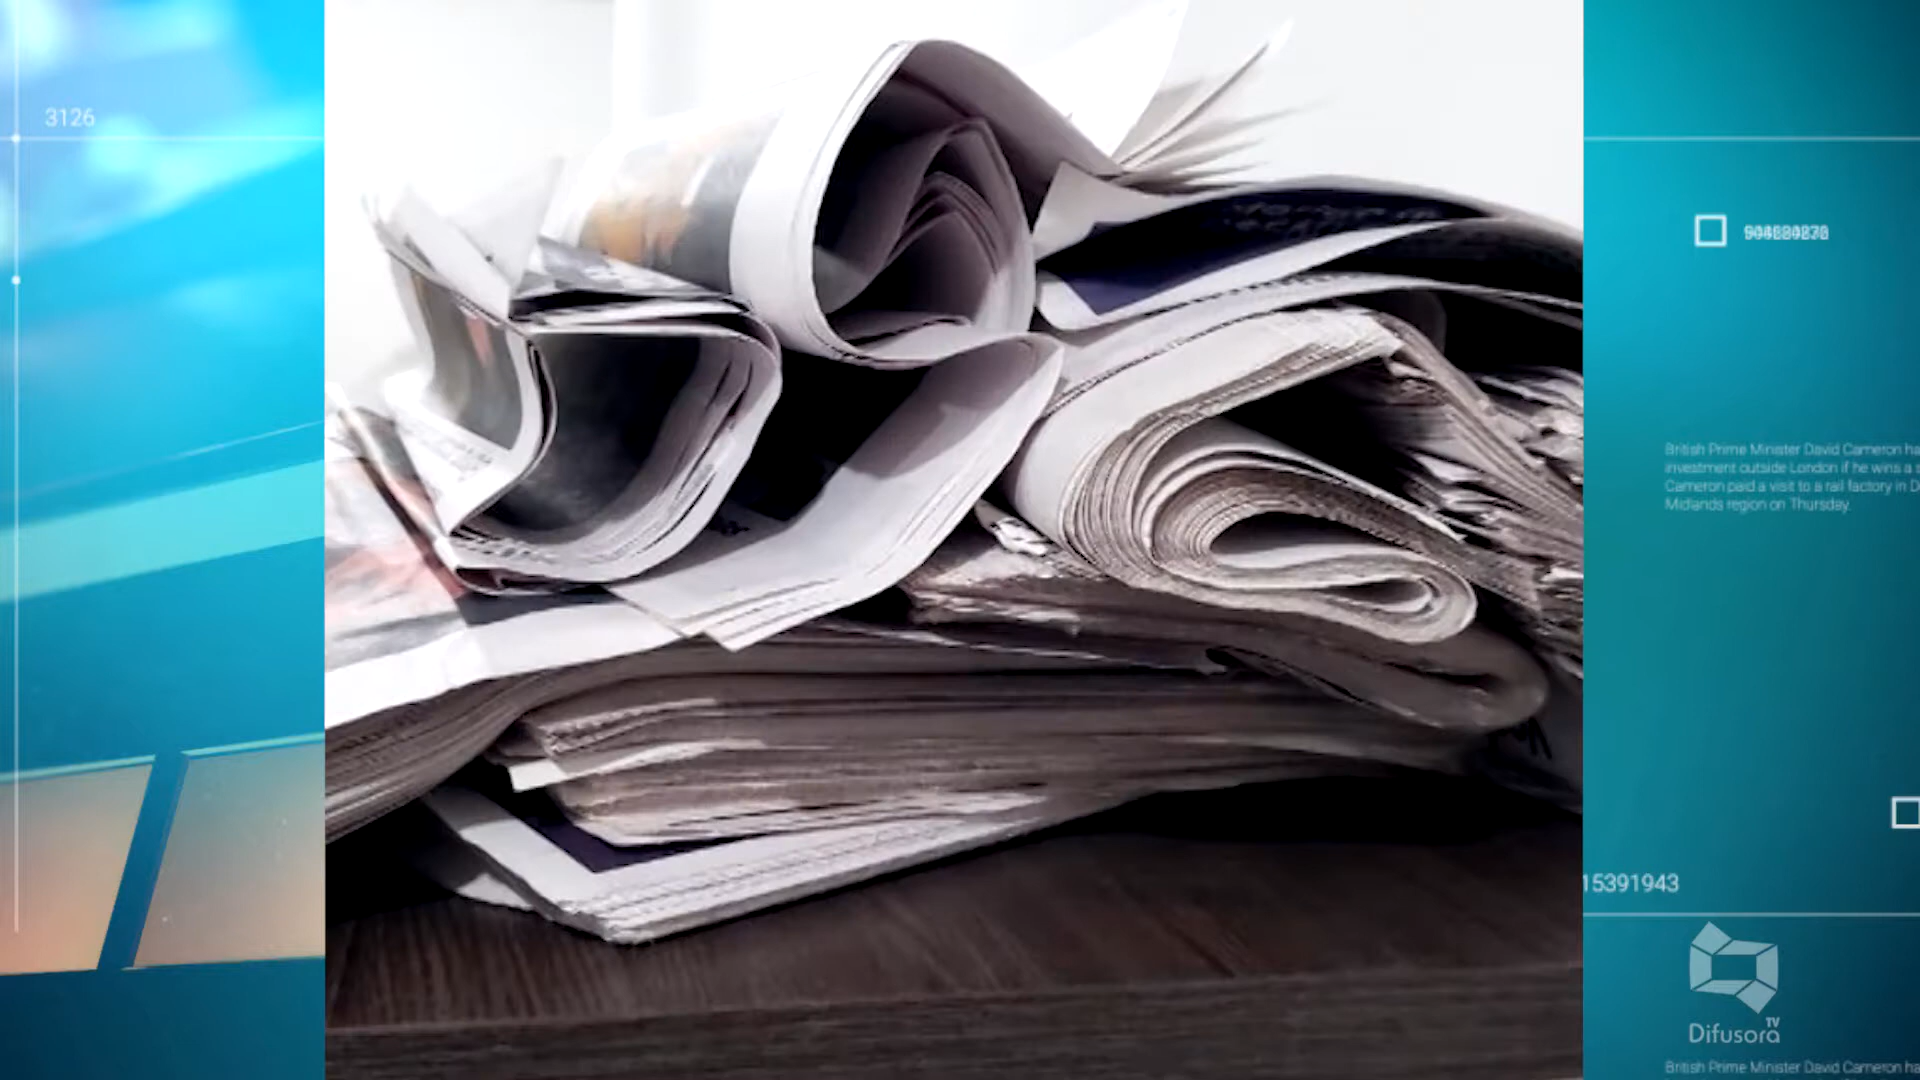 3126
British Prime Minister David Cameron ha
investment outside London if he wins a s
Cameron paid a visit to a rail factory in D
Midlands region on Thursday.
15391943
TV
Difusora
British Prime Minister David Cameron ha